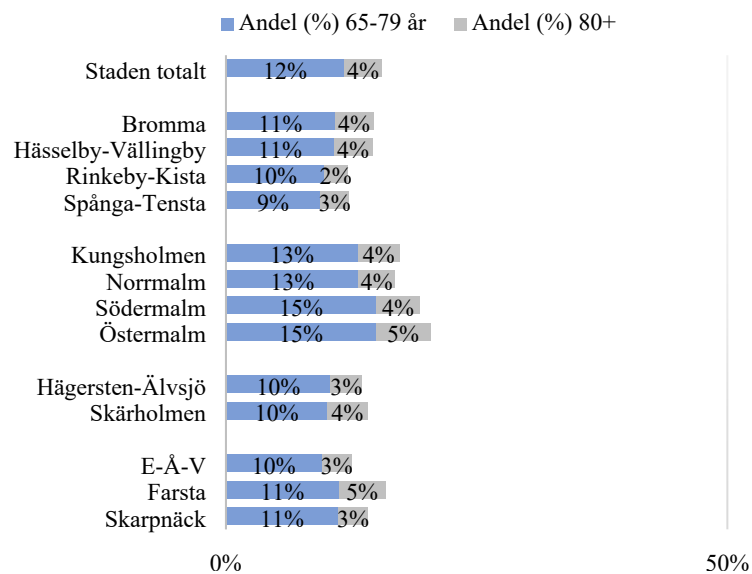 Andel (%) 65-79 år Andel (%) 80+
Staden totalt 12% 4%
Bromma 11% 4%
Hässelby-Vällingby 11% 4%
Rinkeby-Kista 10% 2%
Spånga-Tensta 9% 3%
Kungsholmen 13% 4%
Norrmalm 13% 4%
Södermalm 15% 4%
Östermalm 15% 5%
Hägersten-Älvsjö 10% 3%
Skärholmen 10% 4%
E-Å-V 10% 3%
Farsta 11% 5%
Skarpnäck 11% 3%
0% 50%